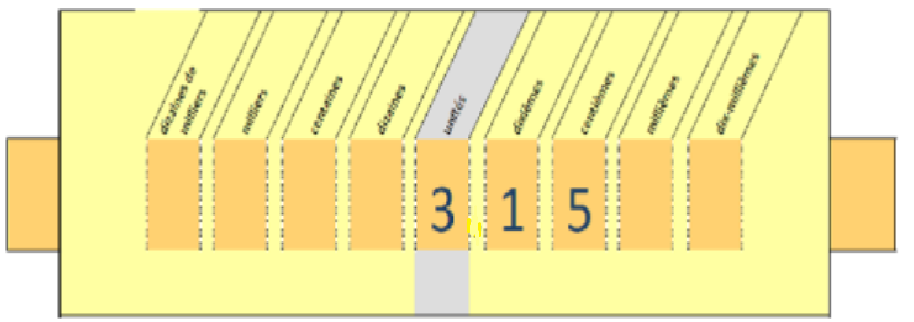 dizaines de
milliers
milliers
centaines
dizaines
unités
dixièmes
centièmes
millièmes
dix-millièmes
3 1 5